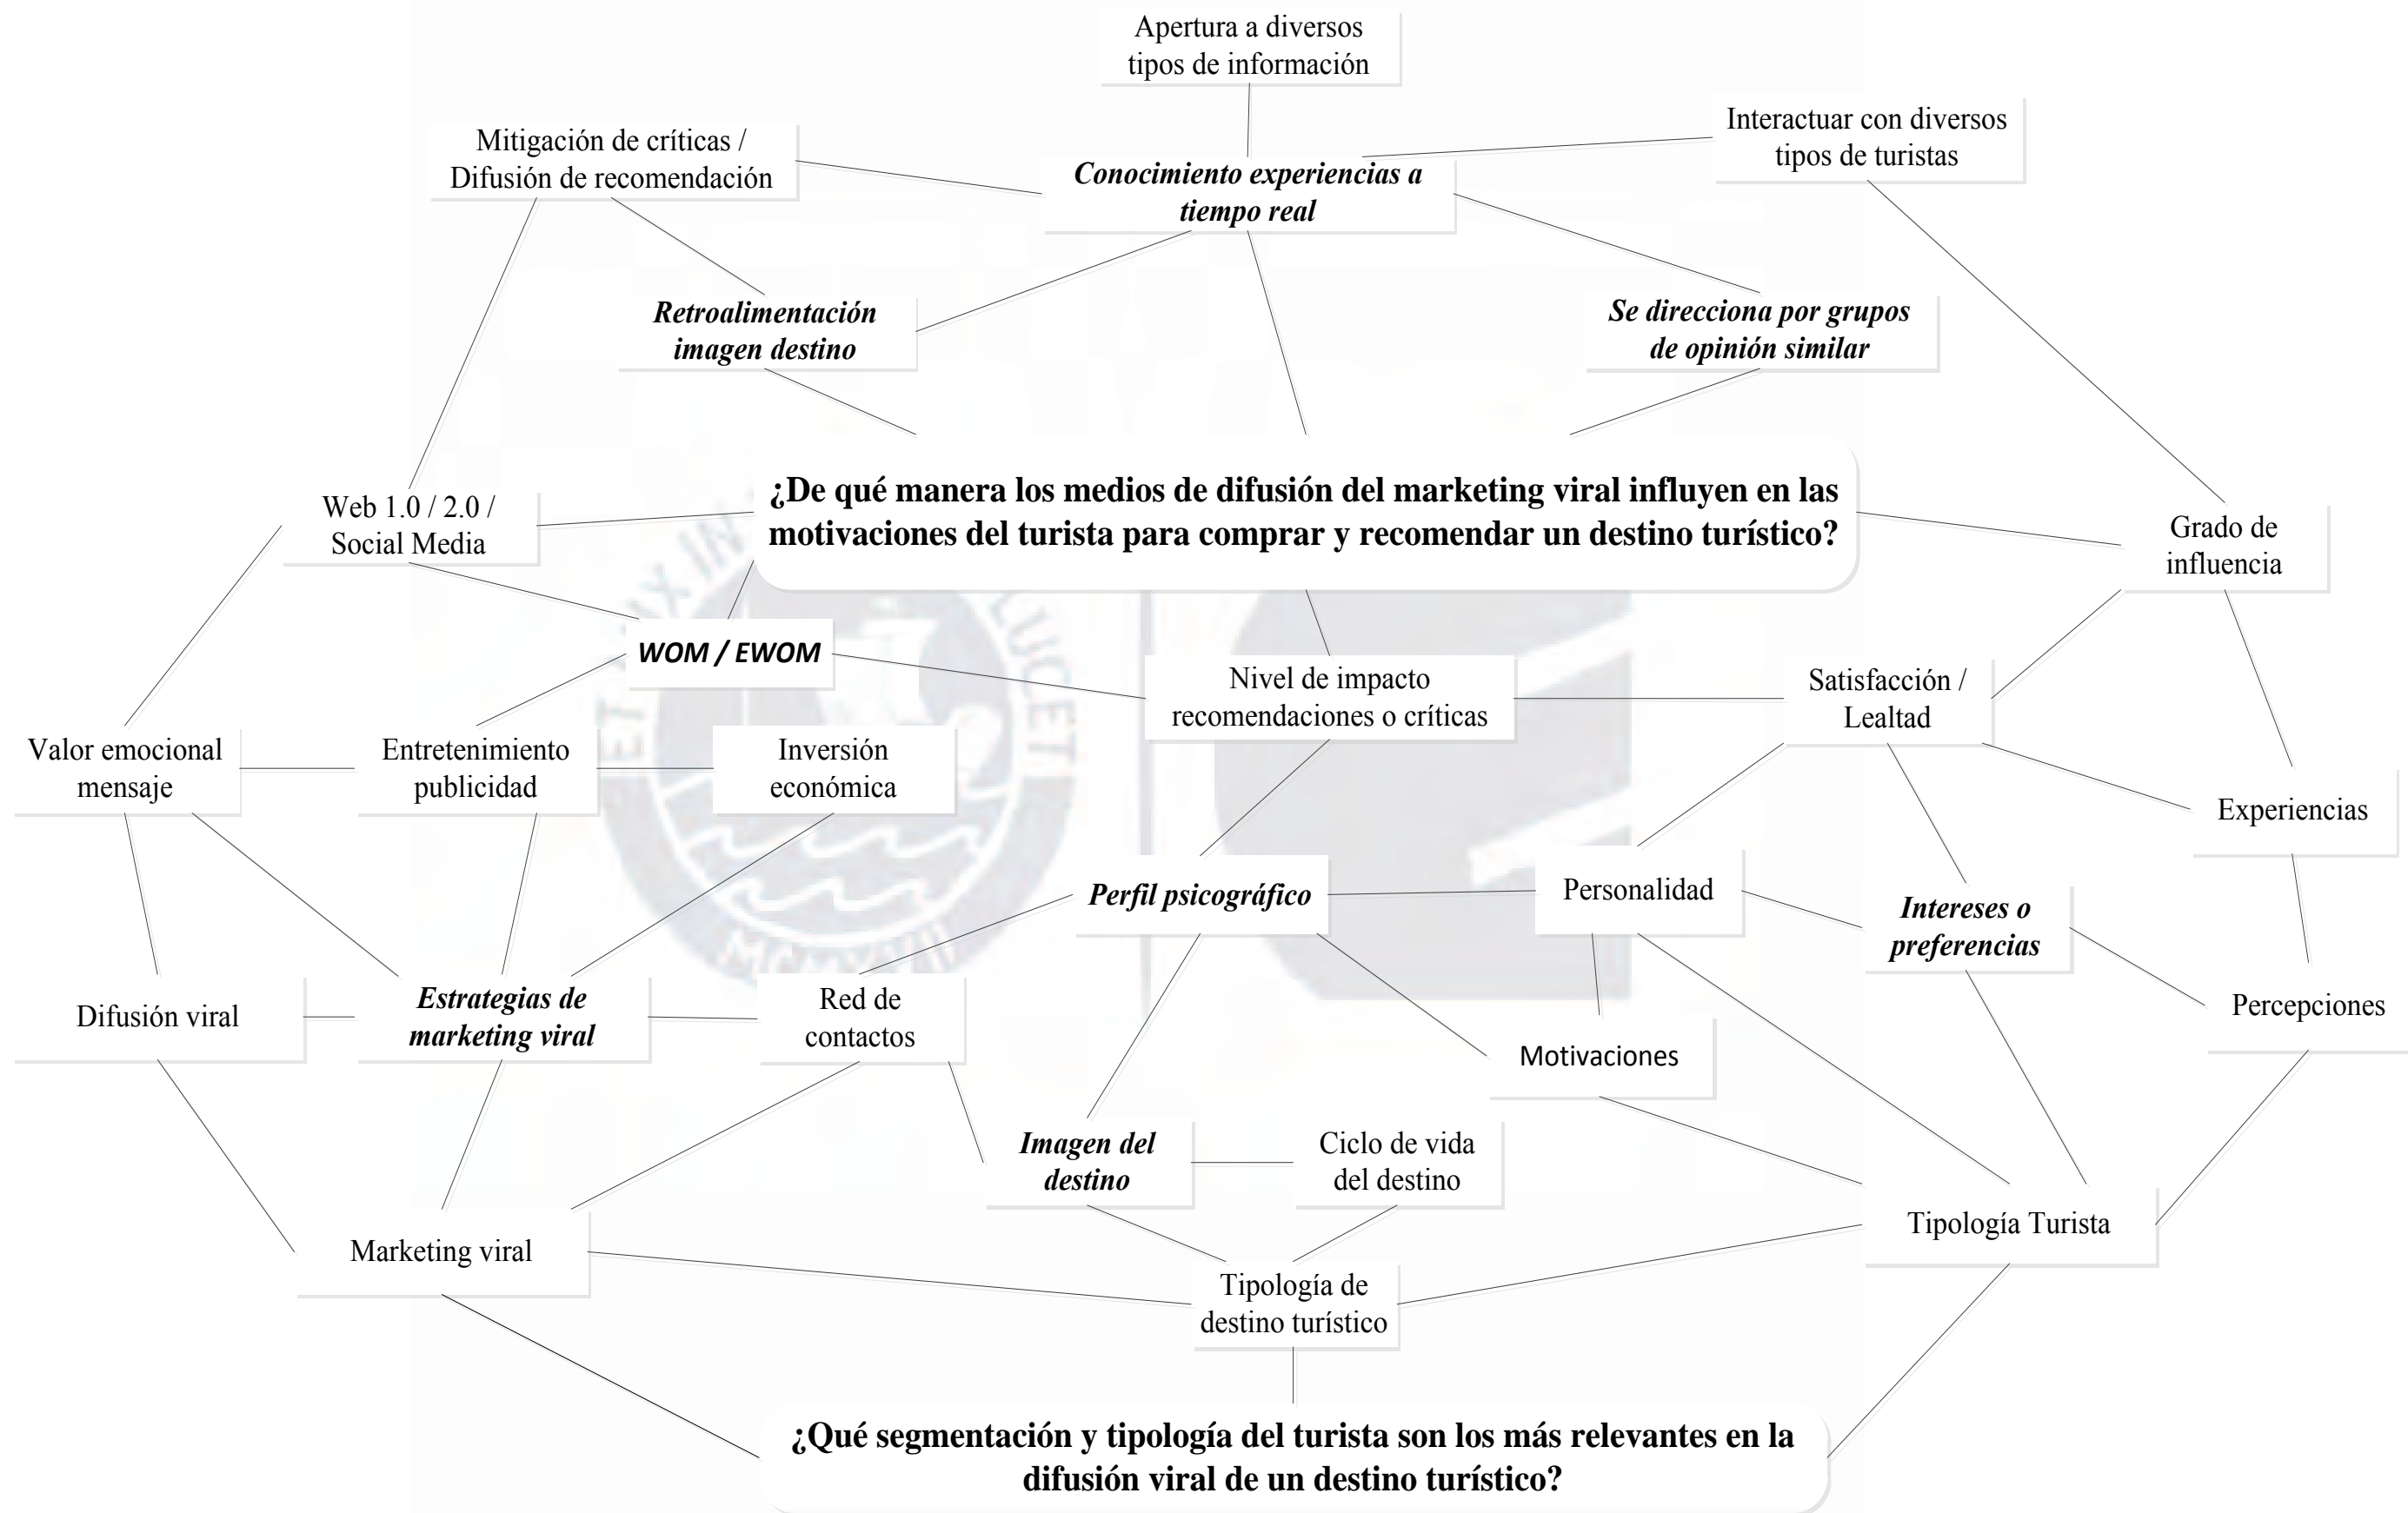 Apertura a diversos
tipos de información
Mitigación de críticas /
Difusión de recomendación
Conocimiento experiencias a
tiempo real
Interactuar con diversos
tipos de turistas
Retroalimentación
imagen destino
Se direcciona por grupos
de opinión similar
¿De qué manera los medios de difusión del marketing viral influyen en las
motivaciones del turista para comprar y recomendar un destino turístico?
Web 1.0 / 2.0 /
Social Media
Grado de
influencia
WOM / EWOM
Nivel de impacto
recomendaciones o críticas
Satisfacción /
Lealtad
Valor emocional
mensaje
Entretenimiento
publicidad
Inversión
económica
Experiencias
Perfil psicográfico
Personalidad
Intereses o
preferencias
Difusión viral
Estrategias de
marketing viral
Red de
contactos
Motivaciones
Percepciones
Imagen del
destino
Ciclo de vida
del destino
Marketing viral
Tipología de
destino turístico
Tipología Turista
¿Qué segmentación y tipología del turista son los más relevantes en la
difusión viral de un destino turístico?